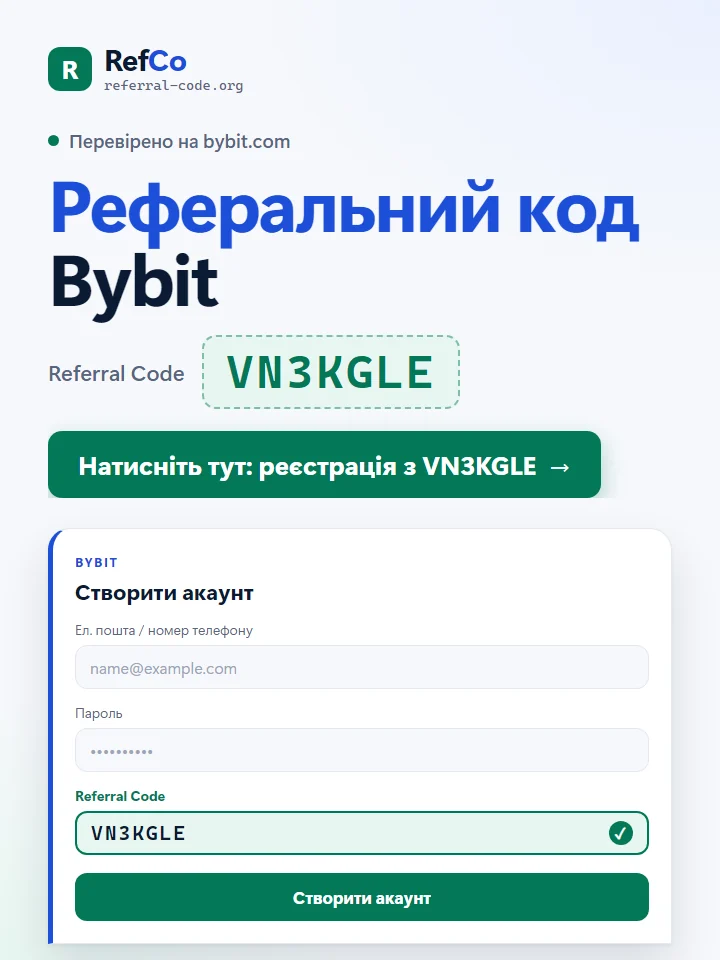 R
RefCo
referral-code.org
Перевірено на bybit.com
Реферальний код
Bybit
Referral Code
VN3KGLE
Натисніть тут: реєстрація з VN3KGLE →
BYBIT
Створити акаунт
Ел. пошта / номер телефону
name@example.com
Пароль
••••••••••
Referral Code
VN3KGLE
✓
Створити акаунт